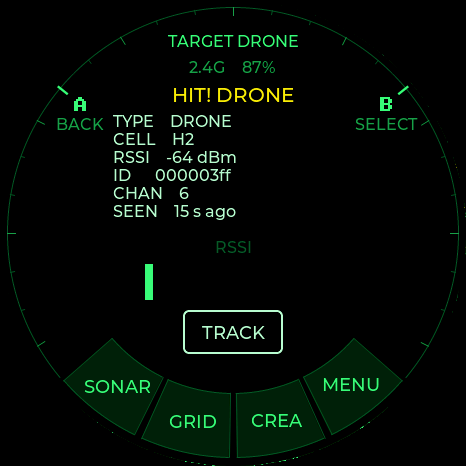 TARGET DRONE
2.4G 87%
HIT! DRONE
A
BACK
B
SELECT
TYPE DRONE
CELL H2
RSSI -64 dBm
ID 000003ff
CHAN 6
SEEN 15 s ago
RSSI
TRACK
SONAR
GRID
CREA
MENU